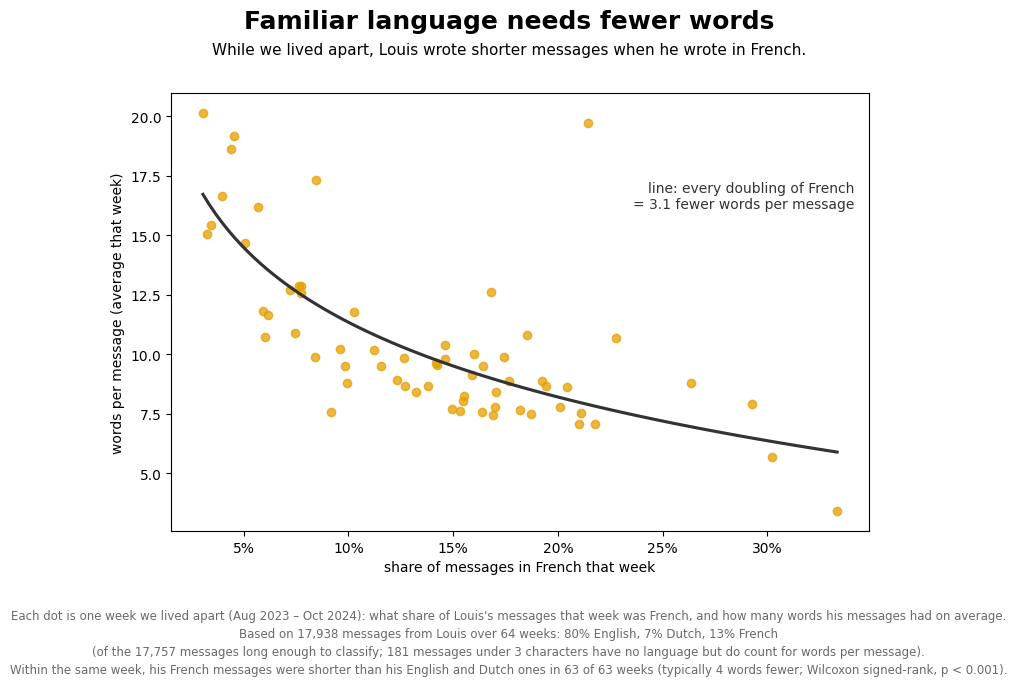 Familiar language needs fewer words
While we lived apart, Louis wrote shorter messages when he wrote in French.
20.0
17.5
15.0
12.5
10.0
7.5
5.0
words per message (average that week)
line: every doubling of French
= 3.1 fewer words per message
5%
10%
15%
20%
25%
30%
share of messages in French that week
Each dot is one week we lived apart (Aug 2023 – Oct 2024): what share of Louis's messages that week was French, and how many words his messages had on average.
Based on 17,938 messages from Louis over 64 weeks: 80% English, 7% Dutch, 13% French
(of the 17,757 messages long enough to classify; 181 messages under 3 characters have no language but do count for words per message).
Within the same week, his French messages were shorter than his English and Dutch ones in 63 of 63 weeks (typically 4 words fewer; Wilcoxon signed-rank, p < 0.001).